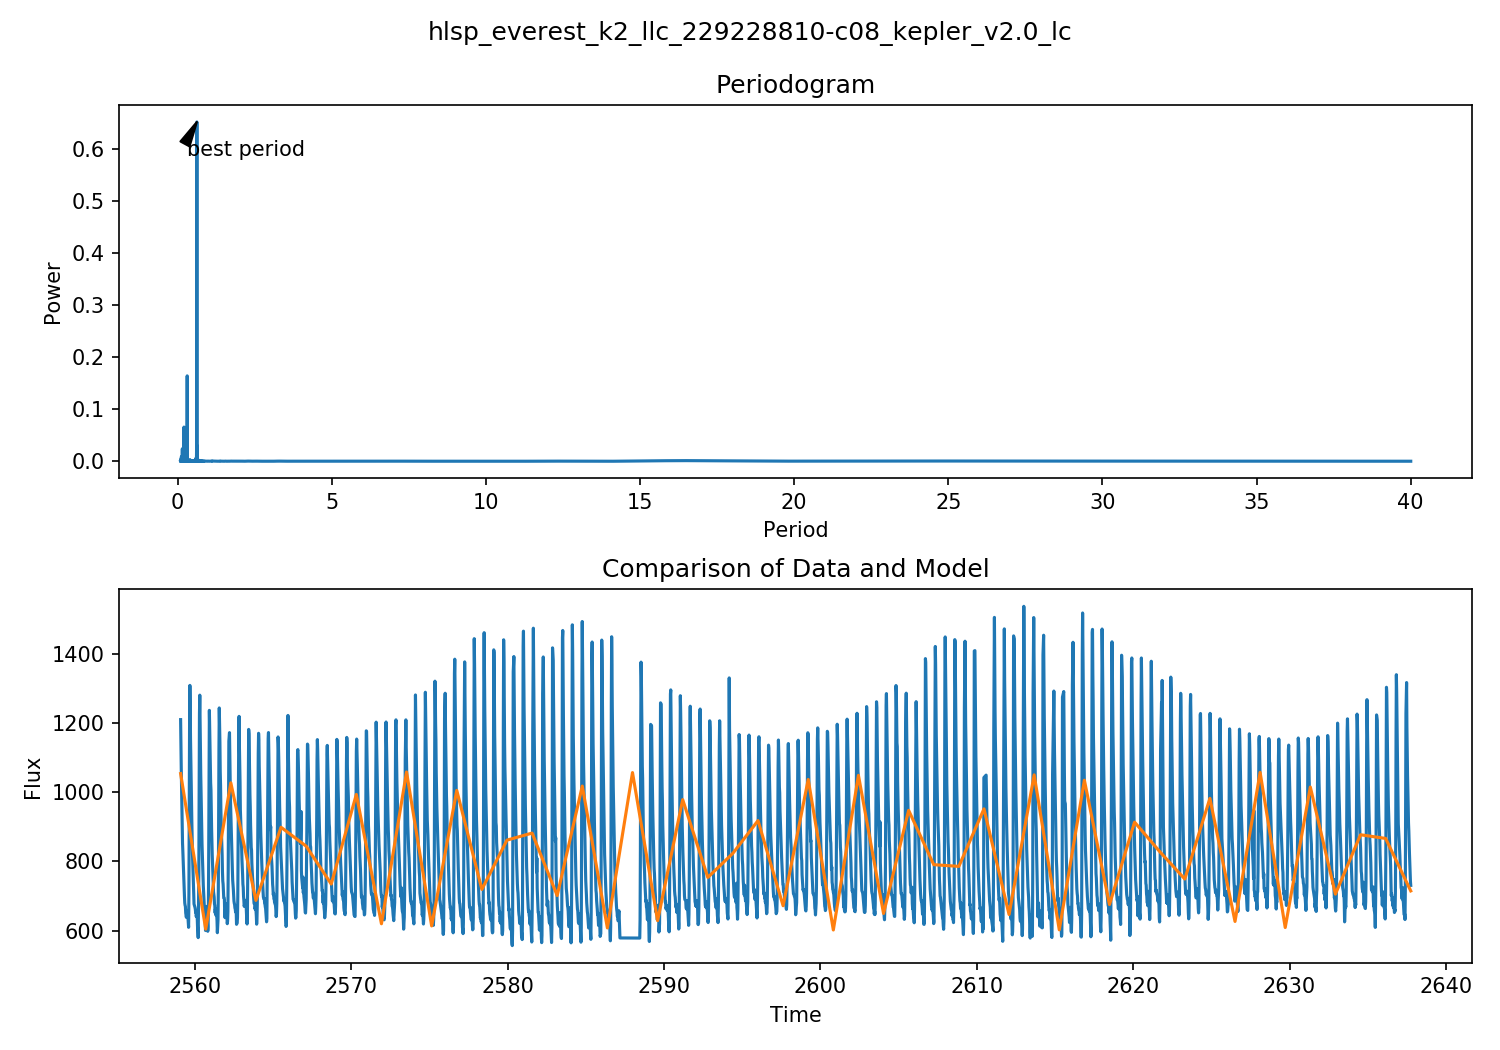 hlsp_everest_k2_llc_229228810-c08_kepler_v2.0_lc
Periodogram
best period
Power
0.6
0.5
0.4
0.3
0.2
0.1
0.0
0 5 10 15 20 25 30 35 40
Period
Comparison of Data and Model
Flux
1400
1200
1000
800
600
2560 2570 2580 2590 2600 2610 2620 2630 2640
Time